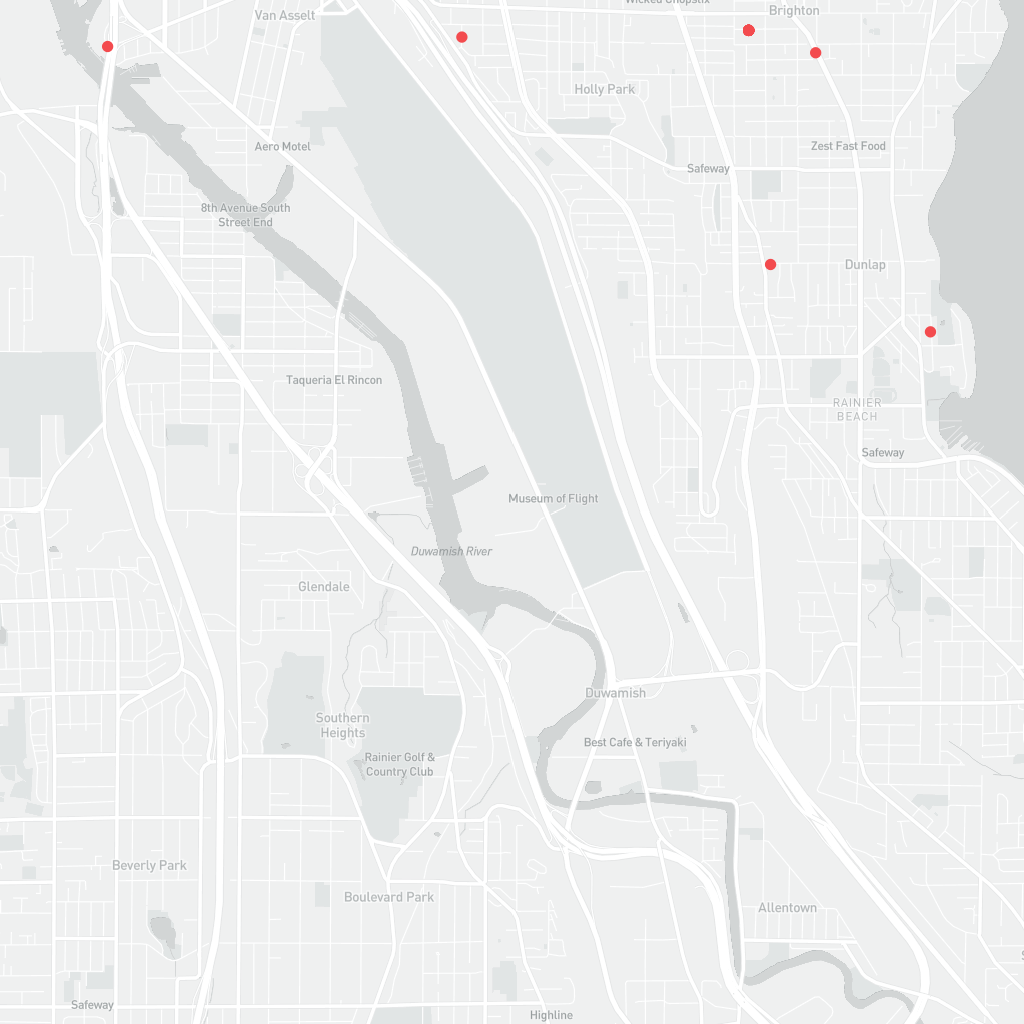 Wicked Chopstix
Van Asselt
Brighton
Holly Park
Aero Motel
Zest Fast Food
Safeway
8th Avenue South
Street End
Dunlap
Taqueria El Rincon
RAINIER
BEACH
Safeway
Museum of Flight
Duwamish River
Glendale
Duwamish
Southern
Heights
Best Cafe & Teriyaki
Rainier Golf &
Country Club
Beverly Park
Boulevard Park
Allentown
Safeway
Highline